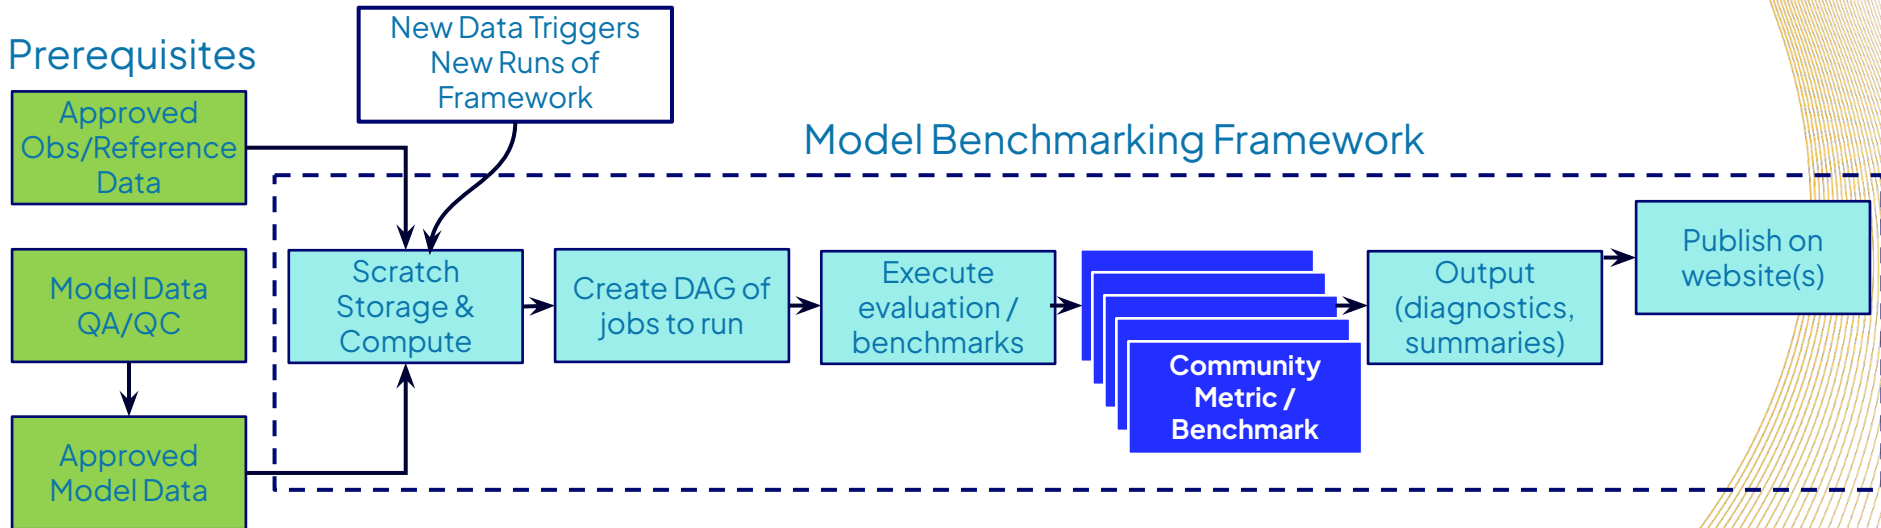 Prerequisites
New Data Triggers
New Runs of
Framework
Approved
Obs/Reference
Data
Model Benchmarking Framework
Model Data
QA/QC
Approved
Model Data
Scratch
Storage &
Compute
Create DAG of
jobs to run
Execute
evaluation /
benchmarks
Community
Metric /
Benchmark
Output
(diagnostics,
summaries)
Publish on
website(s)